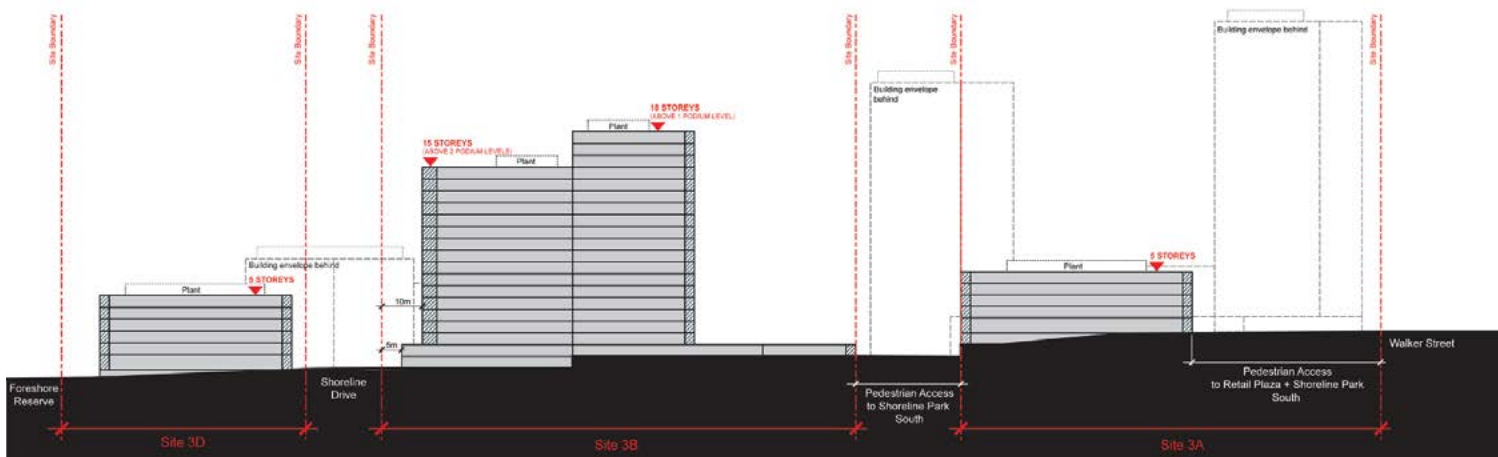 Site Boundary
Site Boundary
Site Boundary
Site Boundary
Site Boundary
Site Boundary
Building envelope behind
Building envelope
behind
18 STOREYS
(ABOVE 1 PODIUM LEVEL)
Plant
15 STOREYS
(ABOVE 2 PODIUM LEVELS)
Plant
Building envelope behind
5 STOREYS
Plant
Plant
10m
5m
Foreshore
Reserve
Shoreline
Drive
Pedestrian Access
to Shoreline Park
South
Pedestrian Access
to Retail Plaza + Shoreline Park
South
Walker Street
Site 3D
Site 3B
Site 3A